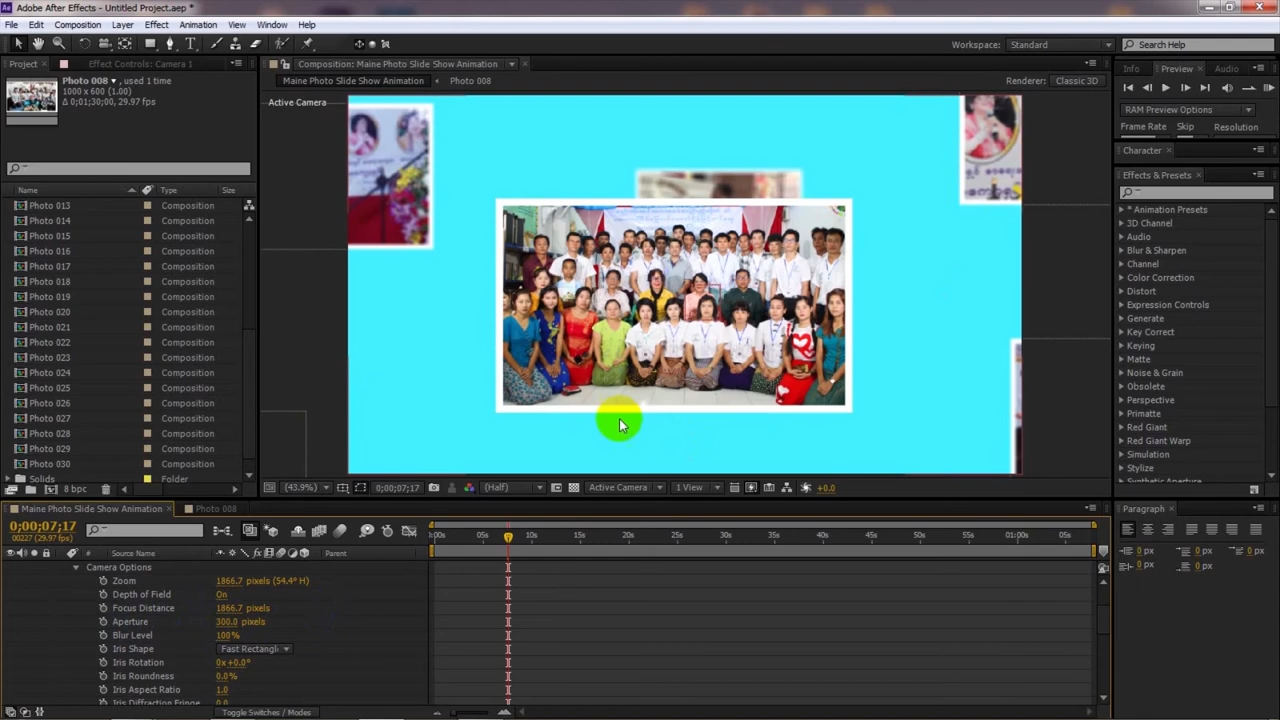 Adobe After Effects - Untitled Project.aep *
File Edit Composition Layer Effect Animation View Window Help
Workspace: Standard Search Help
Project Effect Controls: Camera 1 Composition: Maine Photo Slide Show Animation Info Preview Audio
Photo 008 , used 1 time
1000 x 600 (1.00)
Δ 0;01;30;00, 29.97 fps
Maine Photo Slide Show Animation Photo 008 Renderer: Classic 3D
Active Camera
RAM Preview Options
Frame Rate Skip Resolution
Character
Effects & Presets
Name Type Size
Photo 013 Composition
Photo 014 Composition
Photo 015 Composition
Photo 016 Composition
Photo 017 Composition
Photo 018 Composition
Photo 019 Composition
Photo 020 Composition
Photo 021 Composition
Photo 022 Composition
Photo 023 Composition
Photo 024 Composition
Photo 025 Composition
Photo 026 Composition
Photo 027 Composition
Photo 028 Composition
Photo 029 Composition
Photo 030 Composition
Solids Folder
8 bpc
* Animation Presets
3D Channel
Audio
Blur & Sharpen
Channel
Color Correction
Distort
Expression Controls
Generate
Key Correct
Keying
Matte
Noise & Grain
Obsolete
Perspective
Primatte
Red Giant
Red Giant Warp
Simulation
Stylize
Synthetic Aperture
(43.9%) 0;00;07;17 (Half) Active Camera 1 View +0.0
Maine Photo Slide Show Animation Photo 008
0;00;07;17
00227 (29.97 fps)
:00s 05s 10s 15s 20s 25s 30s 35s 40s 45s 50s 55s 01:00s 05s
# Source Name Parent
Camera Options
Zoom 1866.7 pixels (54.4° H)
Depth of Field On
Focus Distance 1866.7 pixels
Aperture 300.0 pixels
Blur Level 100%
Iris Shape Fast Rectangl
Iris Rotation 0x+0.0°
Iris Roundness 0.0%
Iris Aspect Ratio 1.0
Iris Diffraction Fringe 0.0
Toggle Switches / Modes
Paragraph
0 px 0 px 0 px
0 px 0 px